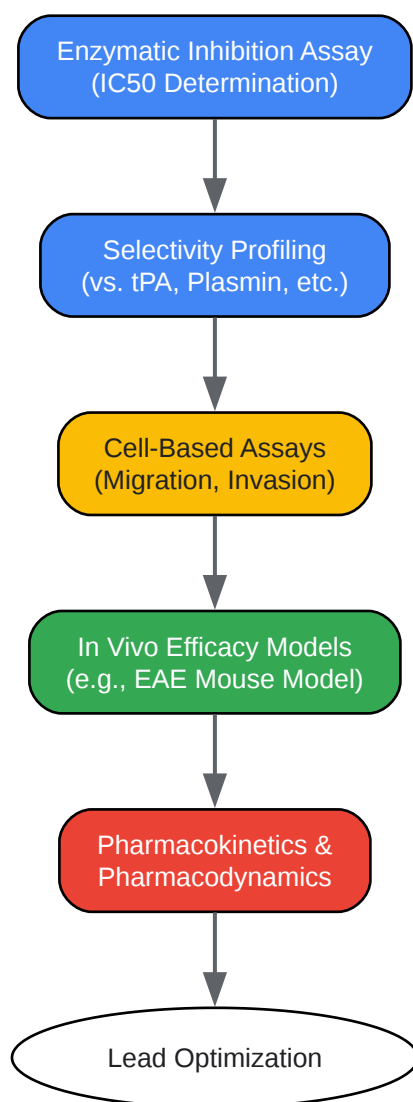 Enzymatic Inhibition Assay
(IC50 Determination)
Selectivity Profiling
(vs. tPA, Plasmin, etc.)
Cell-Based Assays
(Migration, Invasion)
In Vivo Efficacy Models
(e.g., EAE Mouse Model)
Pharmacokinetics &
Pharmacodynamics
Lead Optimization